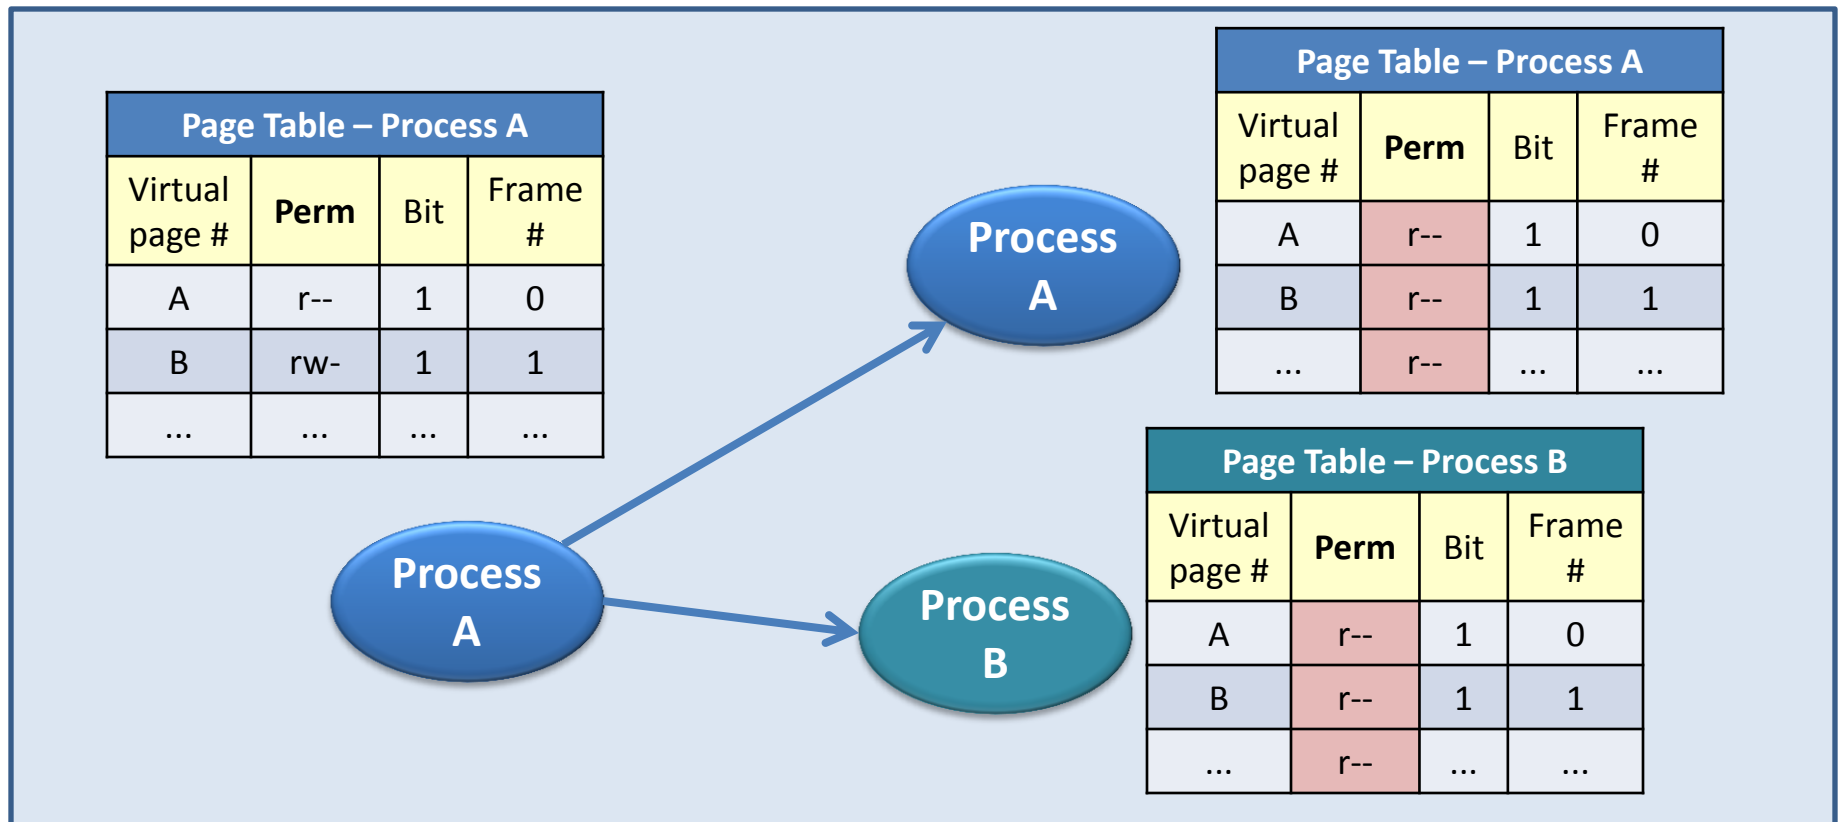 Page Table – Process A
Virtual page # Perm Bit Frame #
A r-- 1 0
B rw- 1 1
... ... ... ...
Process
A
Process
A
Page Table – Process A
Virtual page # Perm Bit Frame #
A r-- 1 0
B r-- 1 1
... r-- ... ...
Process
B
Page Table – Process B
Virtual page # Perm Bit Frame #
A r-- 1 0
B r-- 1 1
... r-- ... ...